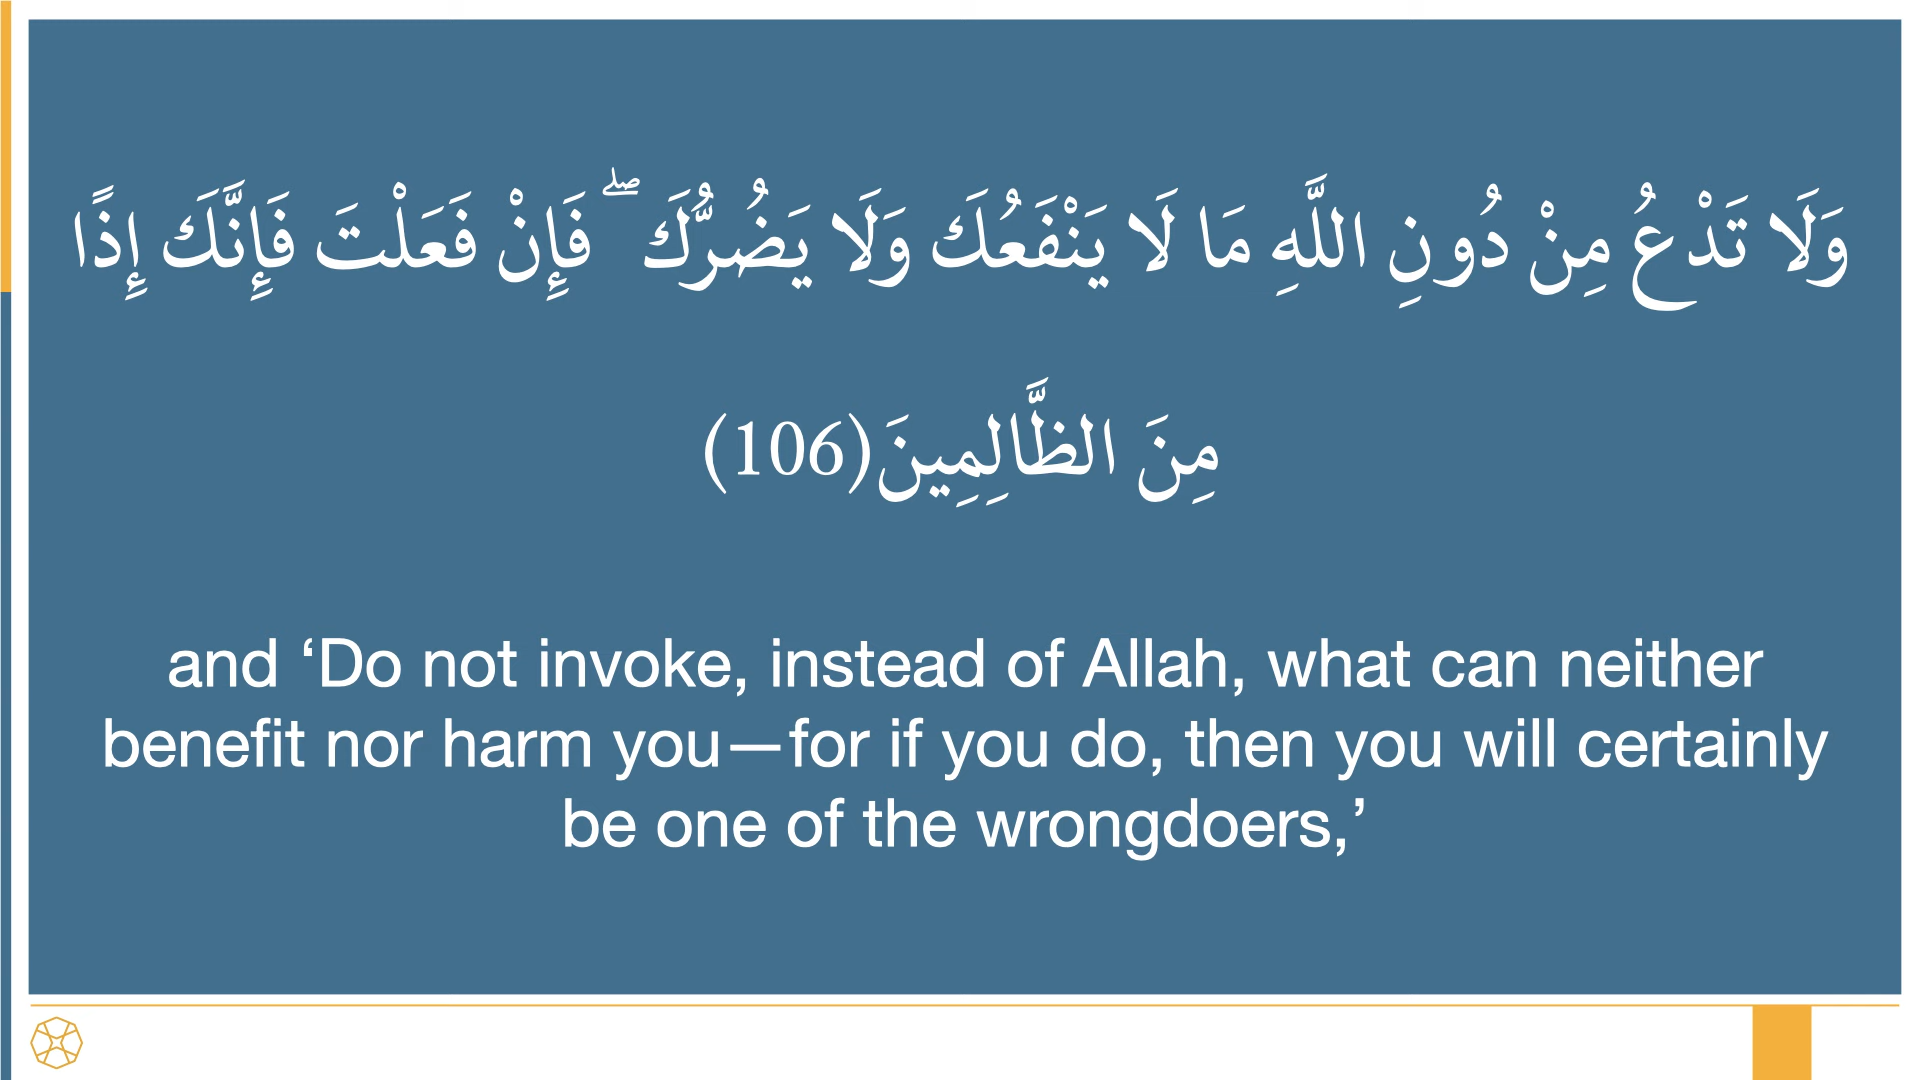 وَلَا تَدْعُ مِنْ دُونِ اللَّهِ مَا لَا يَنْفَعُكَ وَلَا يَضُرُّكَ ۖ فَإِنْ فَعَلْتَ فَإِنَّكَ إِذًا
مِنَ الظَّالِمِينَ(106)
and ‘Do not invoke, instead of Allah, what can neither
benefit nor harm you—for if you do, then you will certainly
be one of the wrongdoers,’